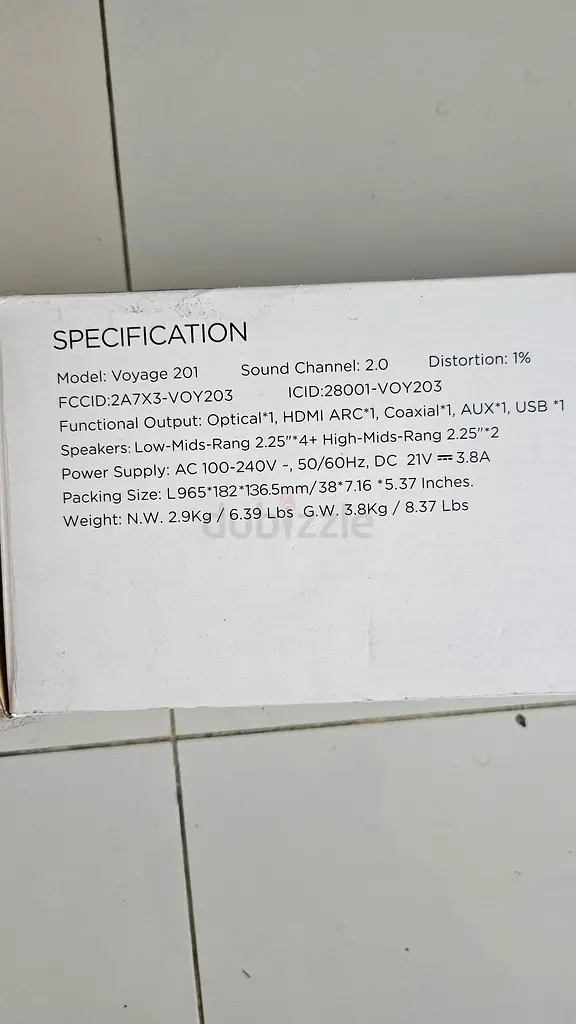 SPECIFICATION
Model: Voyage 201 Sound Channel: 2.0 Distortion: 1%
FCCID:2A7X3-VOY203 ICID:28001-VOY203
Functional Output: Optical*1, HDMI ARC*1, Coaxial*1, AUX*1, USB *1
Speakers: Low-Mids-Rang 2.25"*4+ High-Mids-Rang 2.25"*2
Power Supply: AC 100-240V ~, 50/60Hz, DC 21V ⎓ 3.8A
Packing Size: L965*182*136.5mm/38*7.16 *5.37 Inches.
Weight: N.W. 2.9Kg / 6.39 Lbs G.W. 3.8Kg / 8.37 Lbs
dubizzle